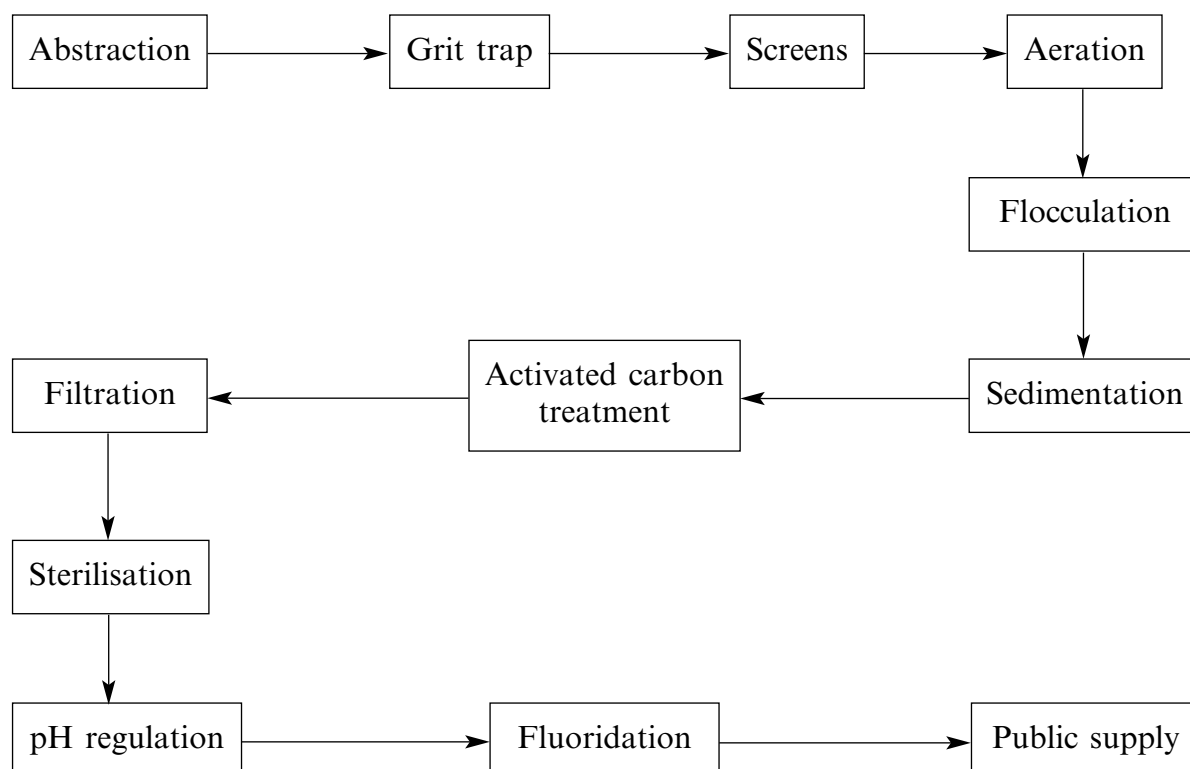 Abstraction
Grit trap
Screens
Aeration
Flocculation
Sedimentation
Activated carbon
treatment
Filtration
Sterilisation
pH regulation
Fluoridation
Public supply